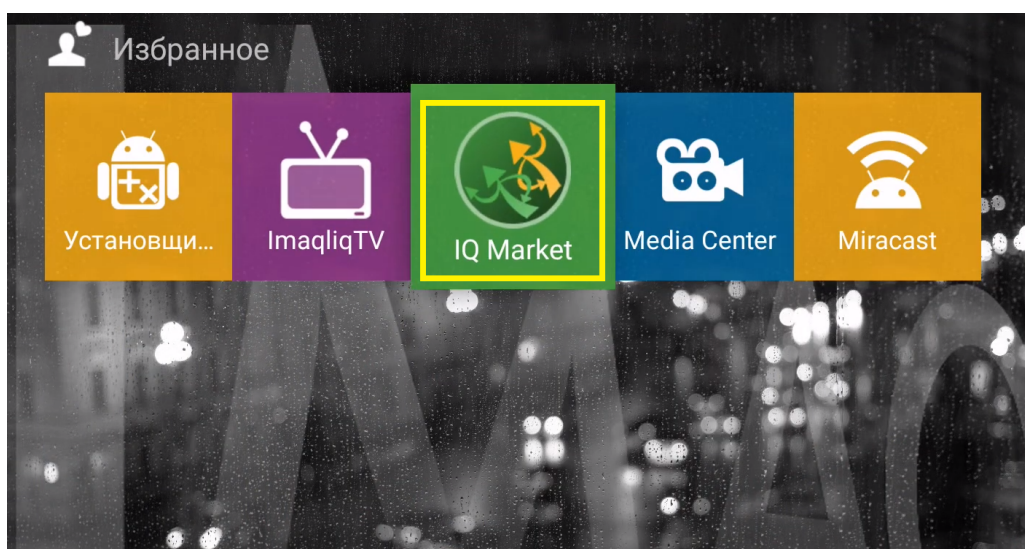 Избранное
Установщи...
ImaqliqTV
IQ Market
Media Center
Miracast